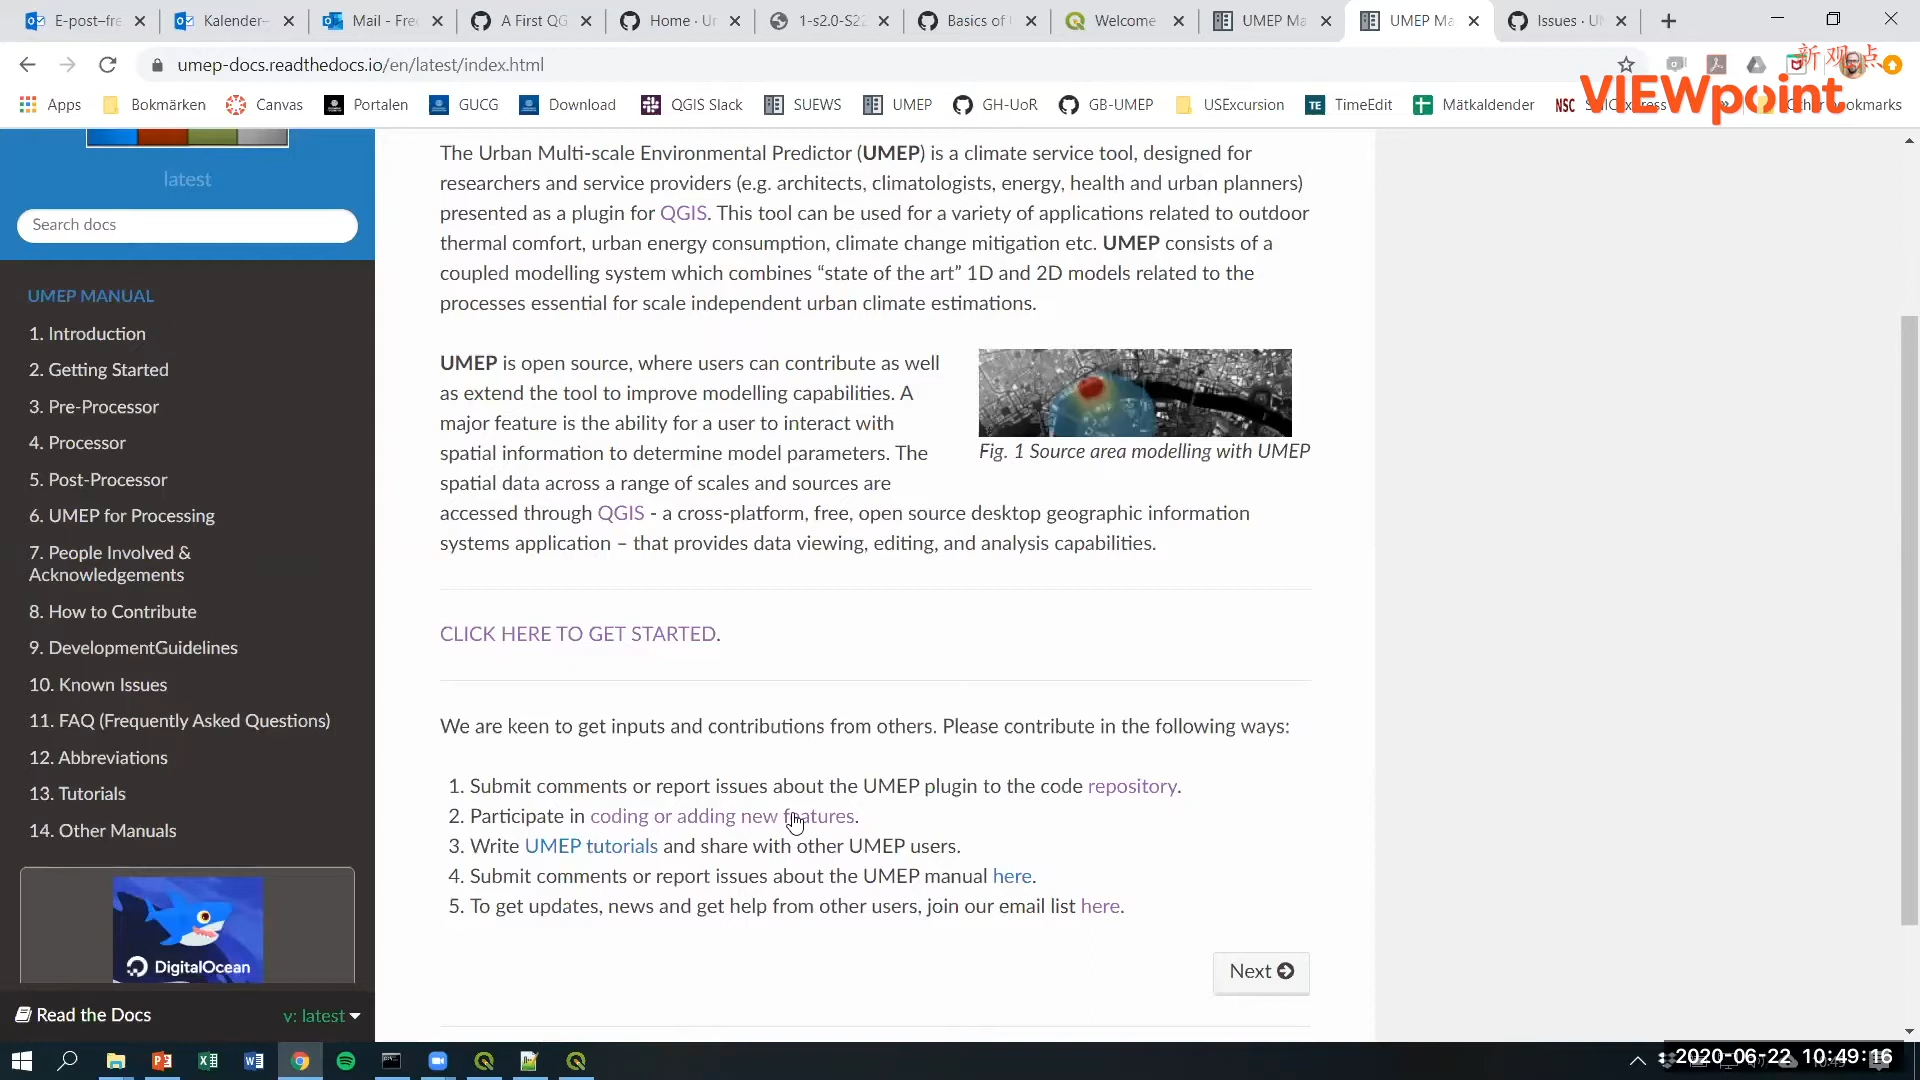 E-post–fre
Kalender–
Mail - Fre
A First QG
Home · Ur
1-s2.0-S22
Basics of
Welcome
UMEP Ma
UMEP Ma
Issues · U
umep-docs.readthedocs.io/en/latest/index.html
新观点
VIEWpoint
Apps
Bokmärken
Canvas
Portalen
GUCG
Download
QGIS Slack
SUEWS
UMEP
GH-UoR
GB-UMEP
USExcursion
TimeEdit
Mätkalender
Other bookmarks
latest
Search docs
UMEP MANUAL
1. Introduction
2. Getting Started
3. Pre-Processor
4. Processor
5. Post-Processor
6. UMEP for Processing
7. People Involved &
Acknowledgements
8. How to Contribute
9. DevelopmentGuidelines
10. Known Issues
11. FAQ (Frequently Asked Questions)
12. Abbreviations
13. Tutorials
14. Other Manuals
DigitalOcean
Read the Docs
v: latest
The Urban Multi-scale Environmental Predictor (UMEP) is a climate service tool, designed for
researchers and service providers (e.g. architects, climatologists, energy, health and urban planners)
presented as a plugin for QGIS. This tool can be used for a variety of applications related to outdoor
thermal comfort, urban energy consumption, climate change mitigation etc. UMEP consists of a
coupled modelling system which combines “state of the art” 1D and 2D models related to the
processes essential for scale independent urban climate estimations.
UMEP is open source, where users can contribute as well
as extend the tool to improve modelling capabilities. A
major feature is the ability for a user to interact with
spatial information to determine model parameters. The
spatial data across a range of scales and sources are
accessed through QGIS - a cross-platform, free, open source desktop geographic information
systems application – that provides data viewing, editing, and analysis capabilities.
Fig. 1 Source area modelling with UMEP
CLICK HERE TO GET STARTED.
We are keen to get inputs and contributions from others. Please contribute in the following ways:
1. Submit comments or report issues about the UMEP plugin to the code repository.
2. Participate in coding or adding new features.
3. Write UMEP tutorials and share with other UMEP users.
4. Submit comments or report issues about the UMEP manual here.
5. To get updates, news and get help from other users, join our email list here.
Next
2020-06-22 10:49:16